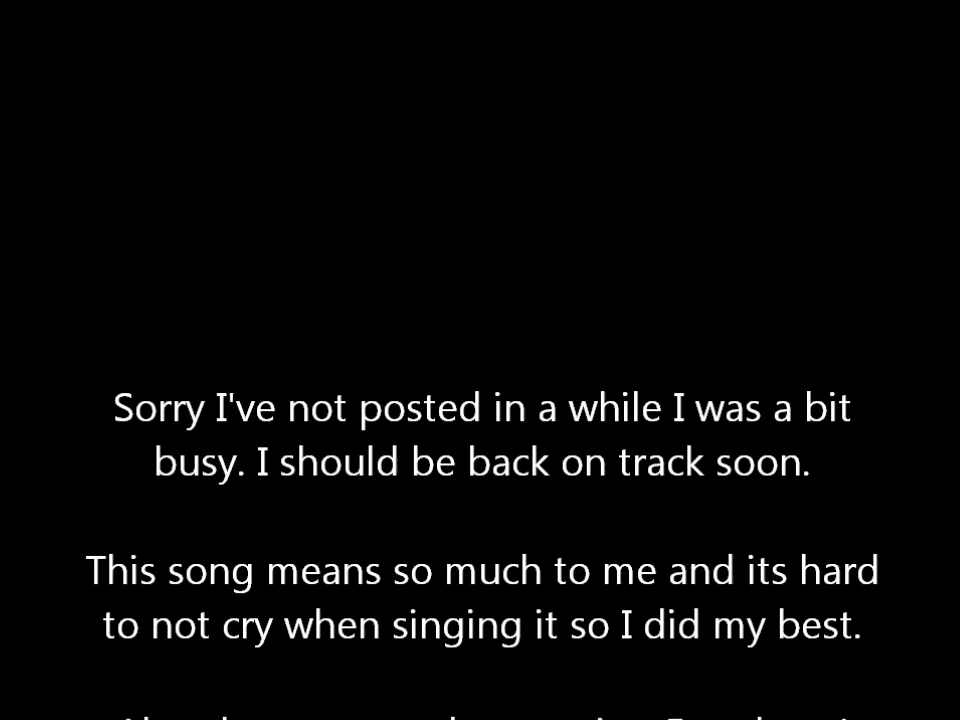 Sorry I've not posted in a while I was a bit
busy. I should be back on track soon.
This song means so much to me and its hard
to not cry when singing it so I did my best.